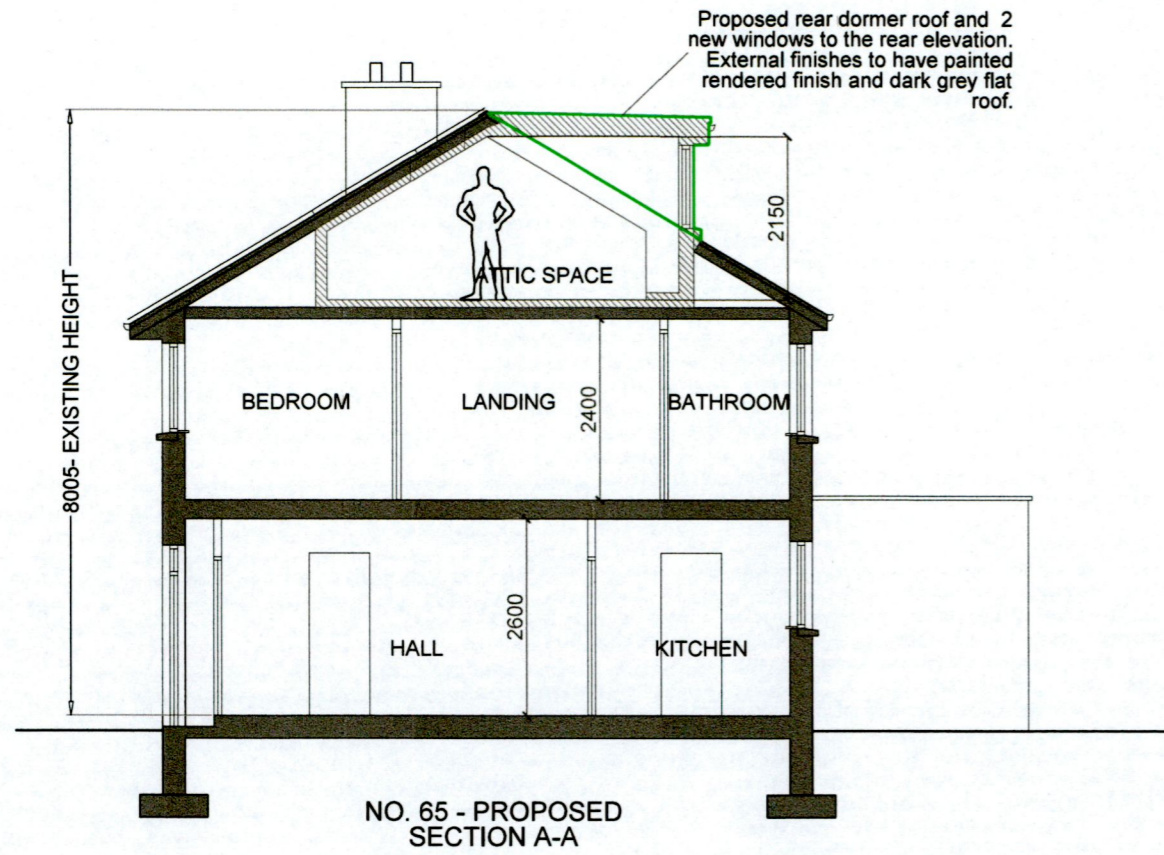 Proposed rear dormer roof and 2
new windows to the rear elevation.
External finishes to have painted
rendered finish and dark grey flat
roof.
2150
8005- EXISTING HEIGHT
ATTIC SPACE
BEDROOM
LANDING
2400
BATHROOM
2600
HALL
KITCHEN
NO. 65 - PROPOSED
SECTION A-A